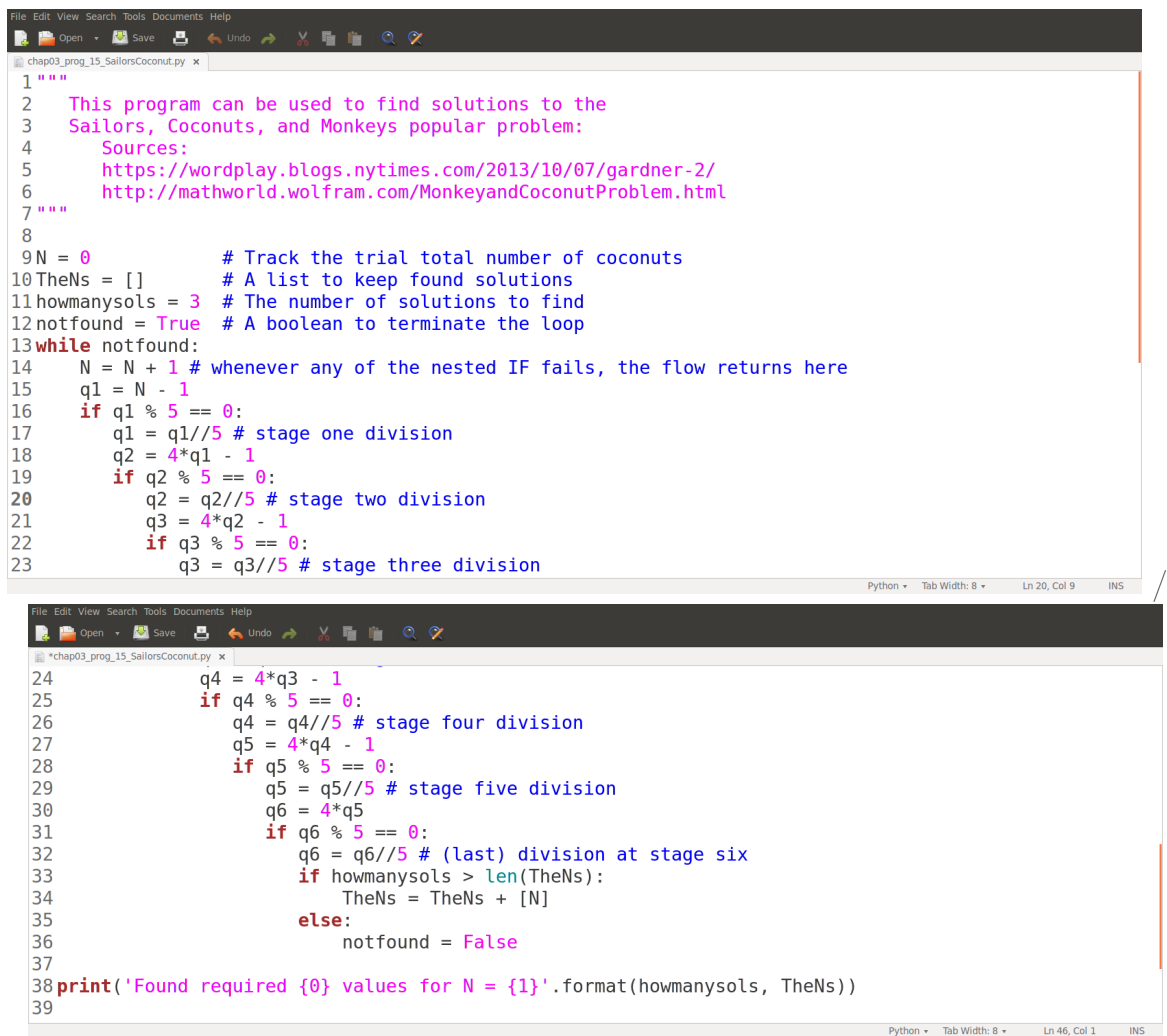 File Edit View Search Tools Documents Help
Open Save Undo
chap03_prog_15_SailorsCoconut.py x
1 """
2    This program can be used to find solutions to the
3    Sailors, Coconuts, and Monkeys popular problem:
4       Sources:
5       https://wordplay.blogs.nytimes.com/2013/10/07/gardner-2/
6       http://mathworld.wolfram.com/MonkeyandCoconutProblem.html
7 """
8
9 N = 0            # Track the trial total number of coconuts
10 TheNs = []       # A list to keep found solutions
11 howmanysols = 3  # The number of solutions to find
12 notfound = True  # A boolean to terminate the loop
13 while notfound:
14     N = N + 1 # whenever any of the nested IF fails, the flow returns here
15     q1 = N - 1
16     if q1 % 5 == 0:
17        q1 = q1//5 # stage one division
18        q2 = 4*q1 - 1
19        if q2 % 5 == 0:
20           q2 = q2//5 # stage two division
21           q3 = 4*q2 - 1
22           if q3 % 5 == 0:
23              q3 = q3//5 # stage three division
Python Tab Width: 8 Ln 20, Col 9 INS
File Edit View Search Tools Documents Help
Open Save Undo
*chap03_prog_15_SailorsCoconut.py x
24              q4 = 4*q3 - 1
25              if q4 % 5 == 0:
26                 q4 = q4//5 # stage four division
27                 q5 = 4*q4 - 1
28                 if q5 % 5 == 0:
29                    q5 = q5//5 # stage five division
30                    q6 = 4*q5
31                    if q6 % 5 == 0:
32                       q6 = q6//5 # (last) division at stage six
33                       if howmanysols > len(TheNs):
34                           TheNs = TheNs + [N]
35                       else:
36                           notfound = False
37
38 print('Found required {0} values for N = {1}'.format(howmanysols, TheNs))
39
Python Tab Width: 8 Ln 46, Col 1 INS